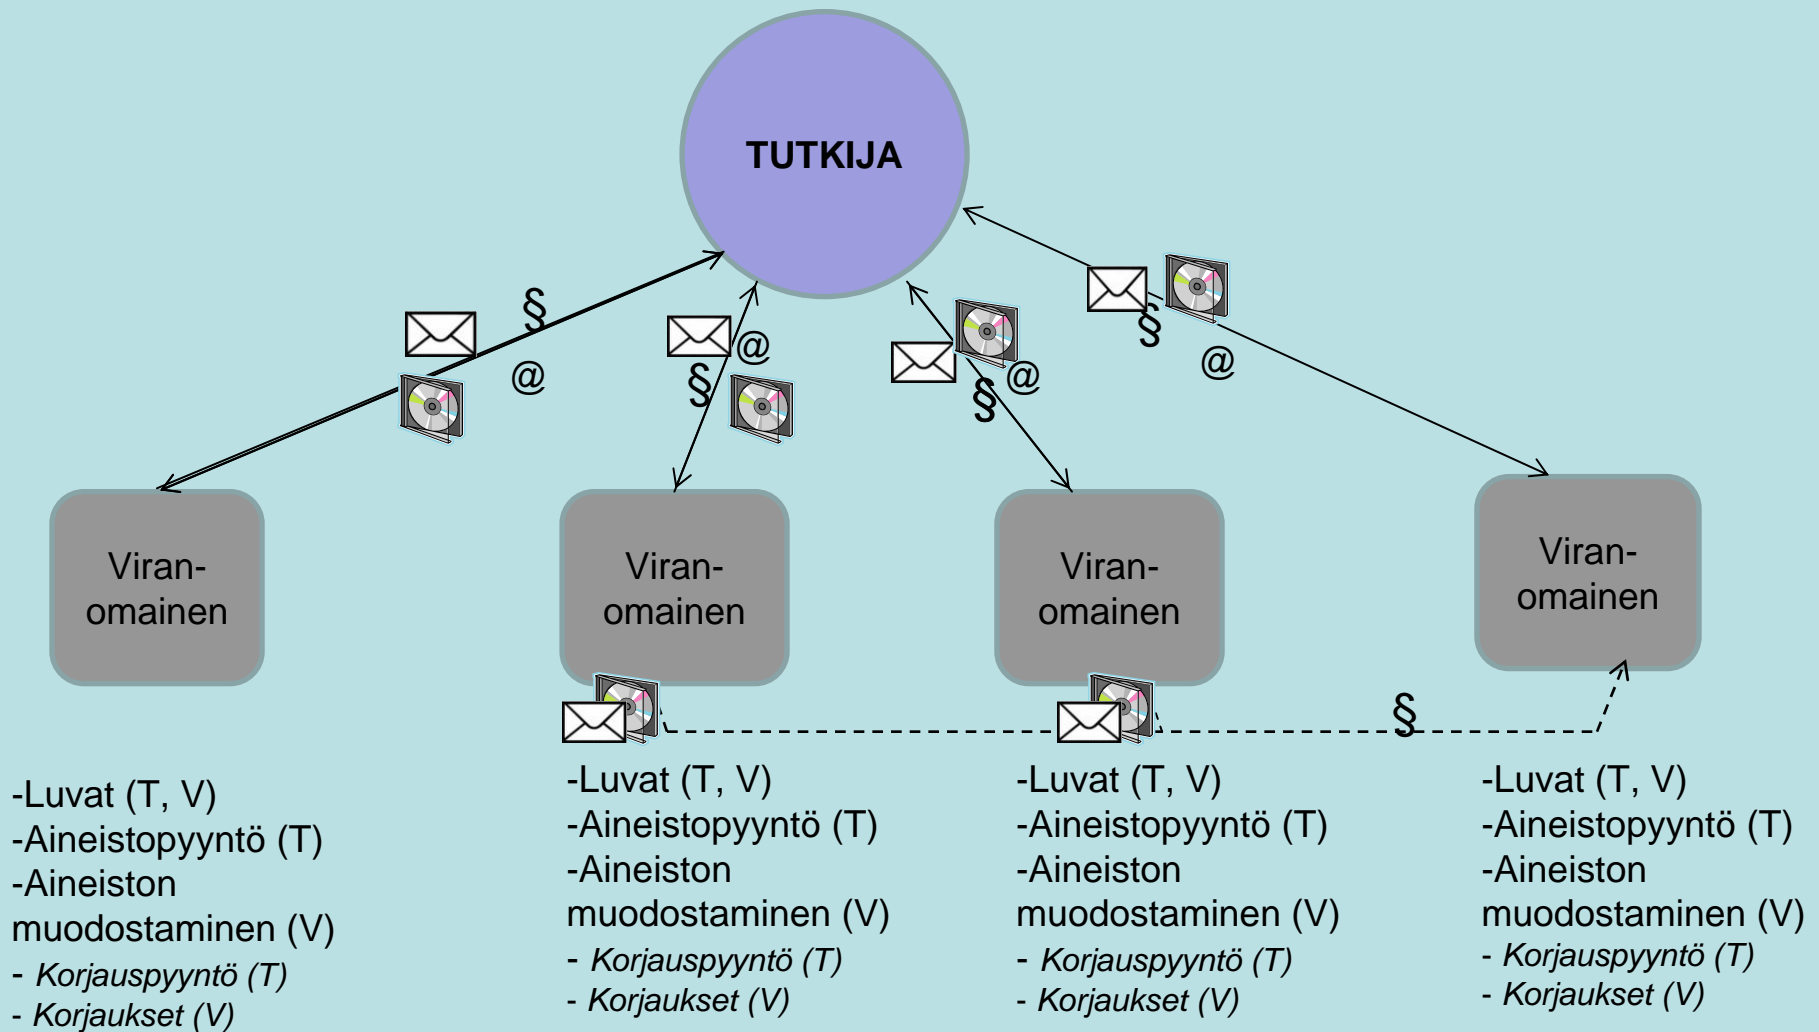 TUTKIJA
§
@
§
@
§
@
§
@
Viran-
omainen
Viran-
omainen
Viran-
omainen
Viran-
omainen
§
-Luvat (T, V)
-Aineistopyyntö (T)
-Aineiston
muodostaminen (V)
- Korjauspyyntö (T)
- Korjaukset (V)
-Luvat (T, V)
-Aineistopyyntö (T)
-Aineiston
muodostaminen (V)
- Korjauspyyntö (T)
- Korjaukset (V)
-Luvat (T, V)
-Aineistopyyntö (T)
-Aineiston
muodostaminen (V)
- Korjauspyyntö (T)
- Korjaukset (V)
-Luvat (T, V)
-Aineistopyyntö (T)
-Aineiston
muodostaminen (V)
- Korjauspyyntö (T)
- Korjaukset (V)